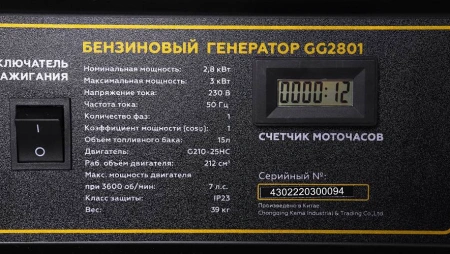 БЕНЗИНОВЫЙ ГЕНЕРАТОР GG2801
КЛЮЧАТЕЛЬ
АЖИГАНИЯ
Номинальная мощность: 2,8 кВт
Максимальная мощность: 3 кВт
Напряжение тока: 230 В
Частота тока: 50 Гц
Количество фаз: 1
Коэффициент мощности (cosφ): 1
Объём топливного бака: 15л
Двигатель: G210-25HC
Раб. объём двигателя: 212 см³
Макс. мощность двигателя
при 3600 об/мин: 7 л.с.
Класс защиты: IP23
Вес: 39 кг
0000:12
СЧЕТЧИК МОТОЧАСОВ
Серийный №:
4302220300094
Произведено в Китае
Chongqing Kama Industrial & Trading Co.,Ltd.